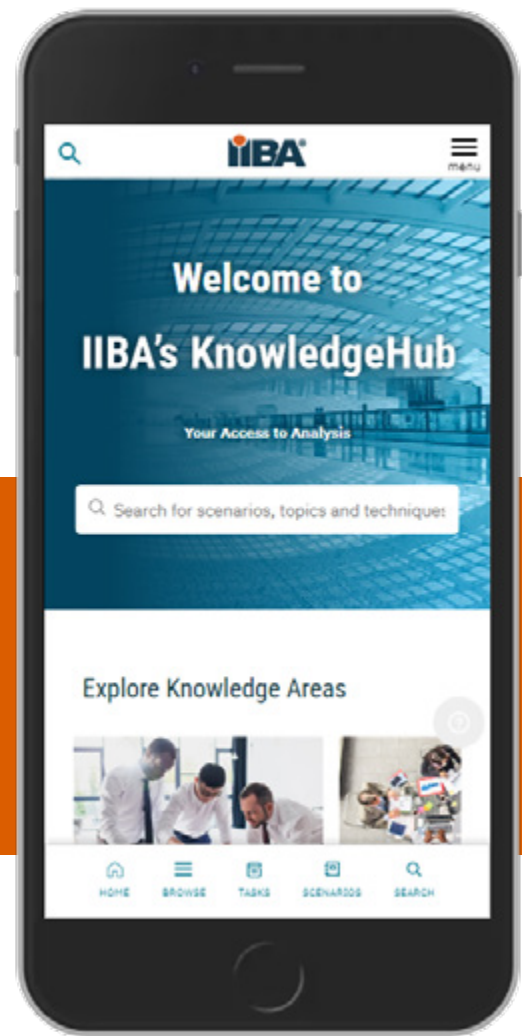 iiBA®
menu
Welcome to
IIBA's KnowledgeHub
Your Access to Analysis
Search for scenarios, topics and techniques
Explore Knowledge Areas
HOME BROWSE TASKS SCENARIOS SEARCH